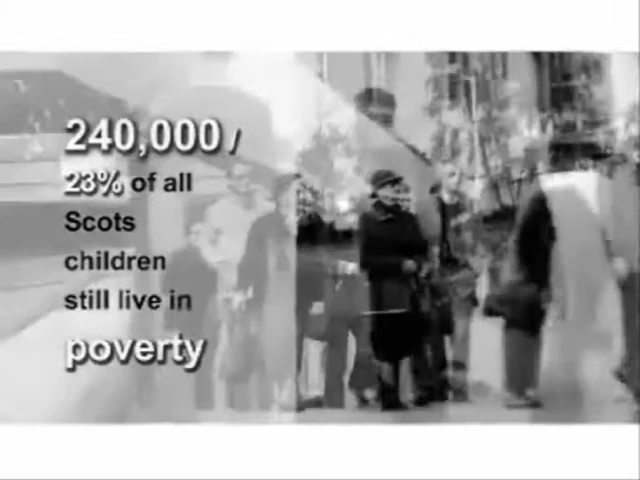 240,000/
23% of all
Scots
children
still live in
poverty